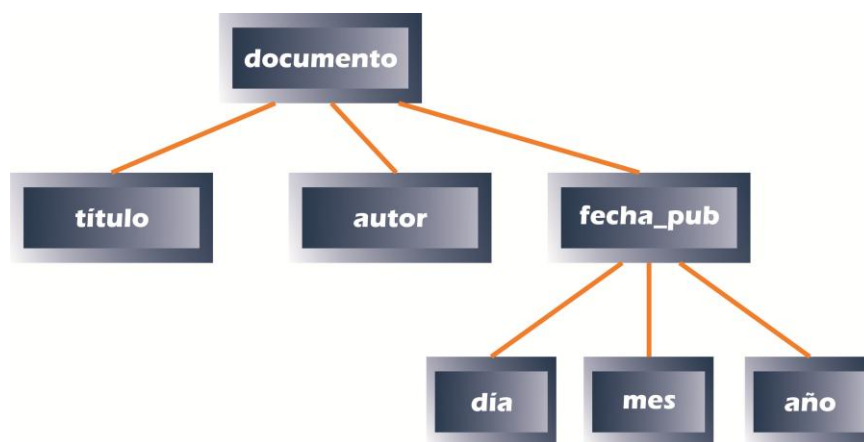 documento
título
autor
fecha_pub
día
mes
año